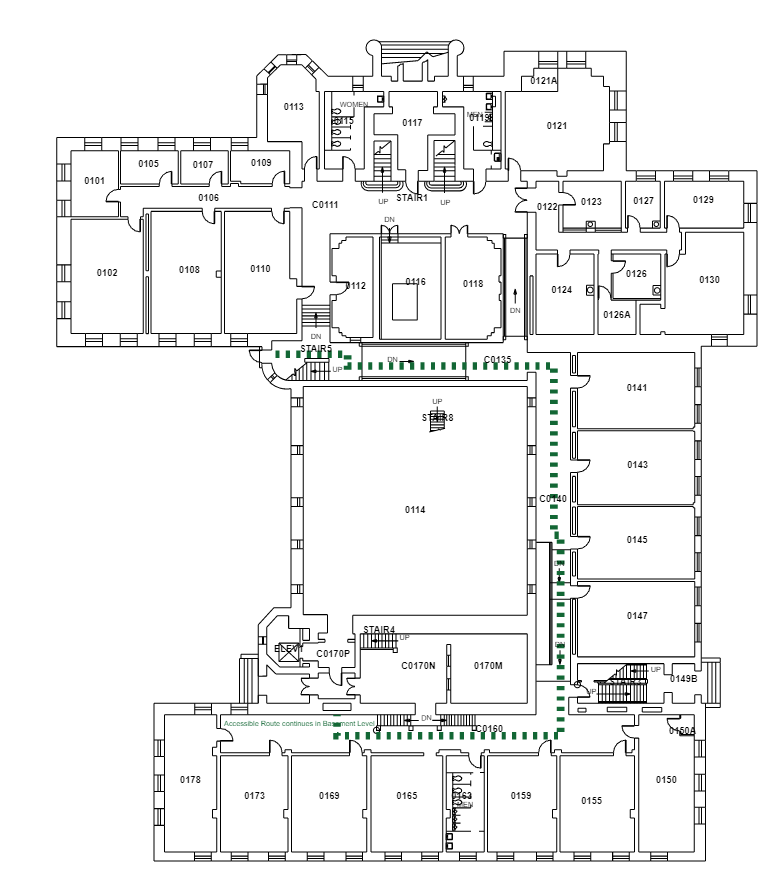 0121A
WOMEN
0113
MEN
0115
0117
0119
0121
0105
0107
0109
0101
0106
UP
STAIR1
UP
C0111
0122
0123
0127
0129
DN
0102
0108
0110
0112
0116
0118
0124
0126
0130
DN
0126A
DN
STAIR5
DN
C0135
UP
0141
UP
STAIR8
0143
C0140
0114
0145
DN
0147
STAIR4
UP
ELEV1
C0170P
DN
C0170N
0170M
UP
0149B
UP
Accessible Route continues in Basement Level
DN
C0160
0150A
0178
0173
0169
0165
0163
MEN
0159
0155
0150